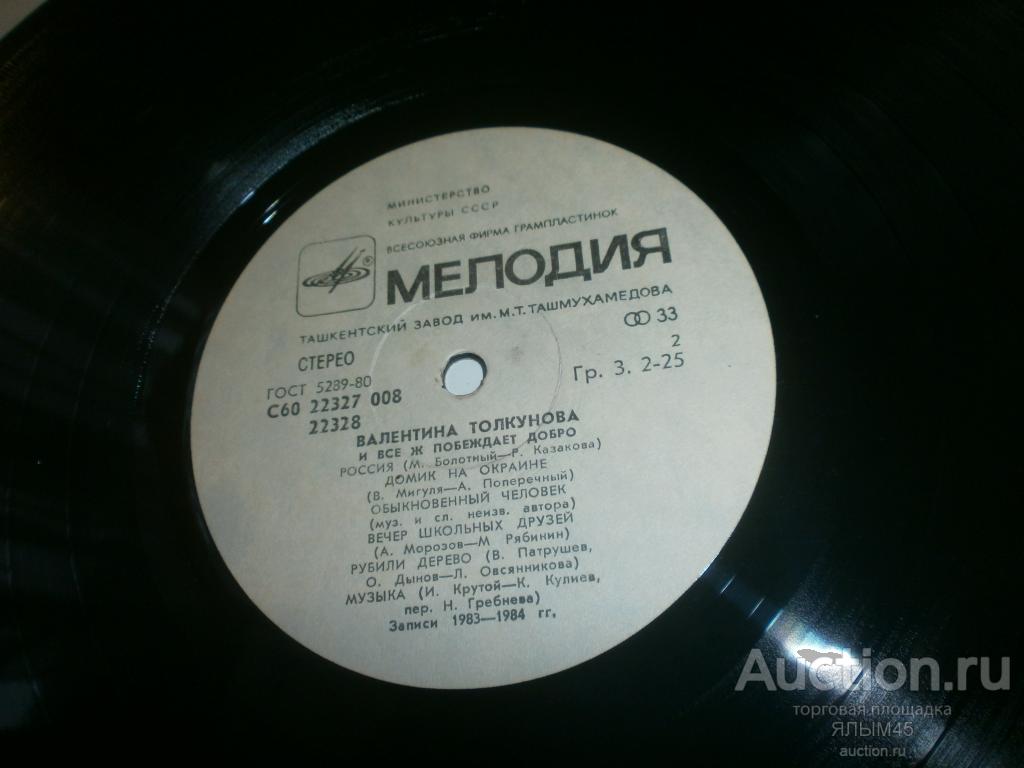 МИНИСТЕРСТВО
КУЛЬТУРЫ СССР
ВСЕСОЮЗНАЯ ФИРМА ГРАМПЛАСТИНОК
МЕЛОДИЯ
ТАШКЕНТСКИЙ ЗАВОД ИМ. М. Т. ТАШМУХАМЕДОВА
СТЕРЕО
33
ГОСТ 5289-80
2
С60 22327 008
Гр. 3. 2-25
22328
ВАЛЕНТИНА ТОЛКУНОВА
И ВСЕ Ж ПОБЕЖДАЕТ ДОБРО
РОССИЯ (М. Болотный—Р. Казакова)
ДОМИК НА ОКРАИНЕ
(В. Мигуля—А. Поперечный)
ОБЫКНОВЕННЫЙ ЧЕЛОВЕК
(муз. и сл. неизв. автора)
ВЕЧЕР ШКОЛЬНЫХ ДРУЗЕЙ
(А. Морозов—М Рябинин)
РУБИЛИ ДЕРЕВО (В. Патрушев,
О. Дынов—Л. Овсянникова)
МУЗЫКА (И. Крутой—К. Кулиев,
пер. Н. Гребнева)
Записи 1983—1984 гг,
Auction.ru
торговая площадка
ЯЛЫМ45
auction.ru